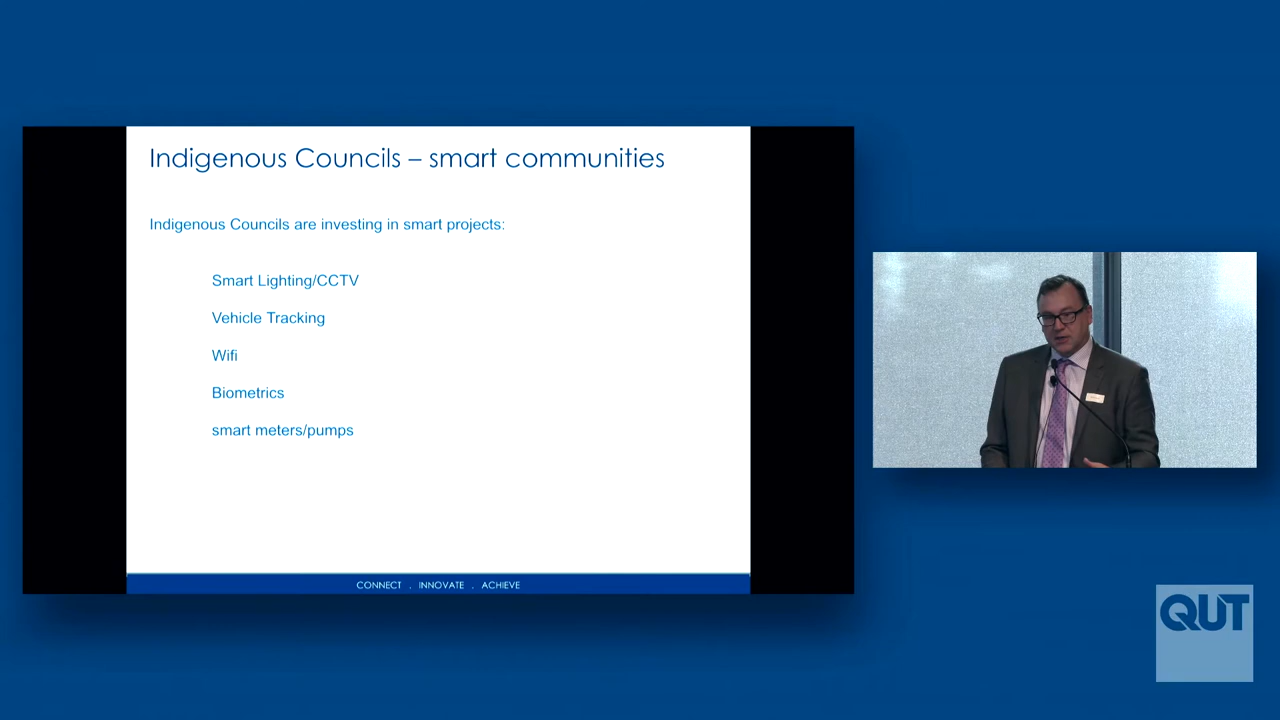 Indigenous Councils – smart communities
Indigenous Councils are investing in smart projects:
Smart Lighting/CCTV
Vehicle Tracking
Wifi
Biometrics
smart meters/pumps
CONNECT . INNOVATE . ACHIEVE
QUT